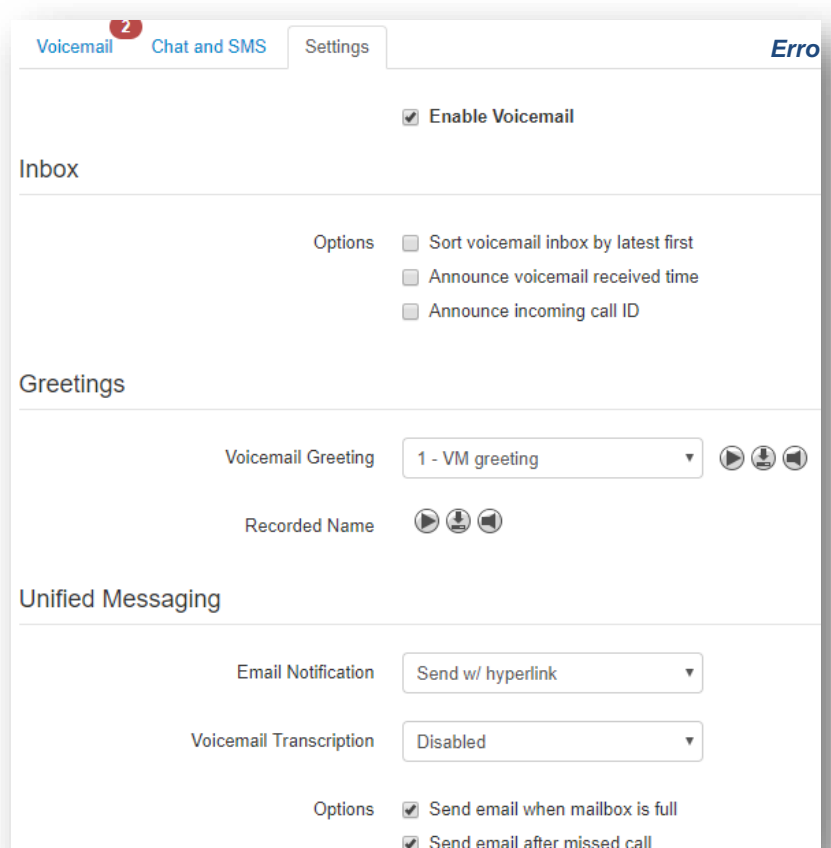 2
Voicemail Chat and SMS Settings Erro
Enable Voicemail
Inbox
Options Sort voicemail inbox by latest first
Announce voicemail received time
Announce incoming call ID
Greetings
Voicemail Greeting 1 - VM greeting
Recorded Name
Unified Messaging
Email Notification Send w/ hyperlink
Voicemail Transcription Disabled
Options Send email when mailbox is full
Send email after missed call